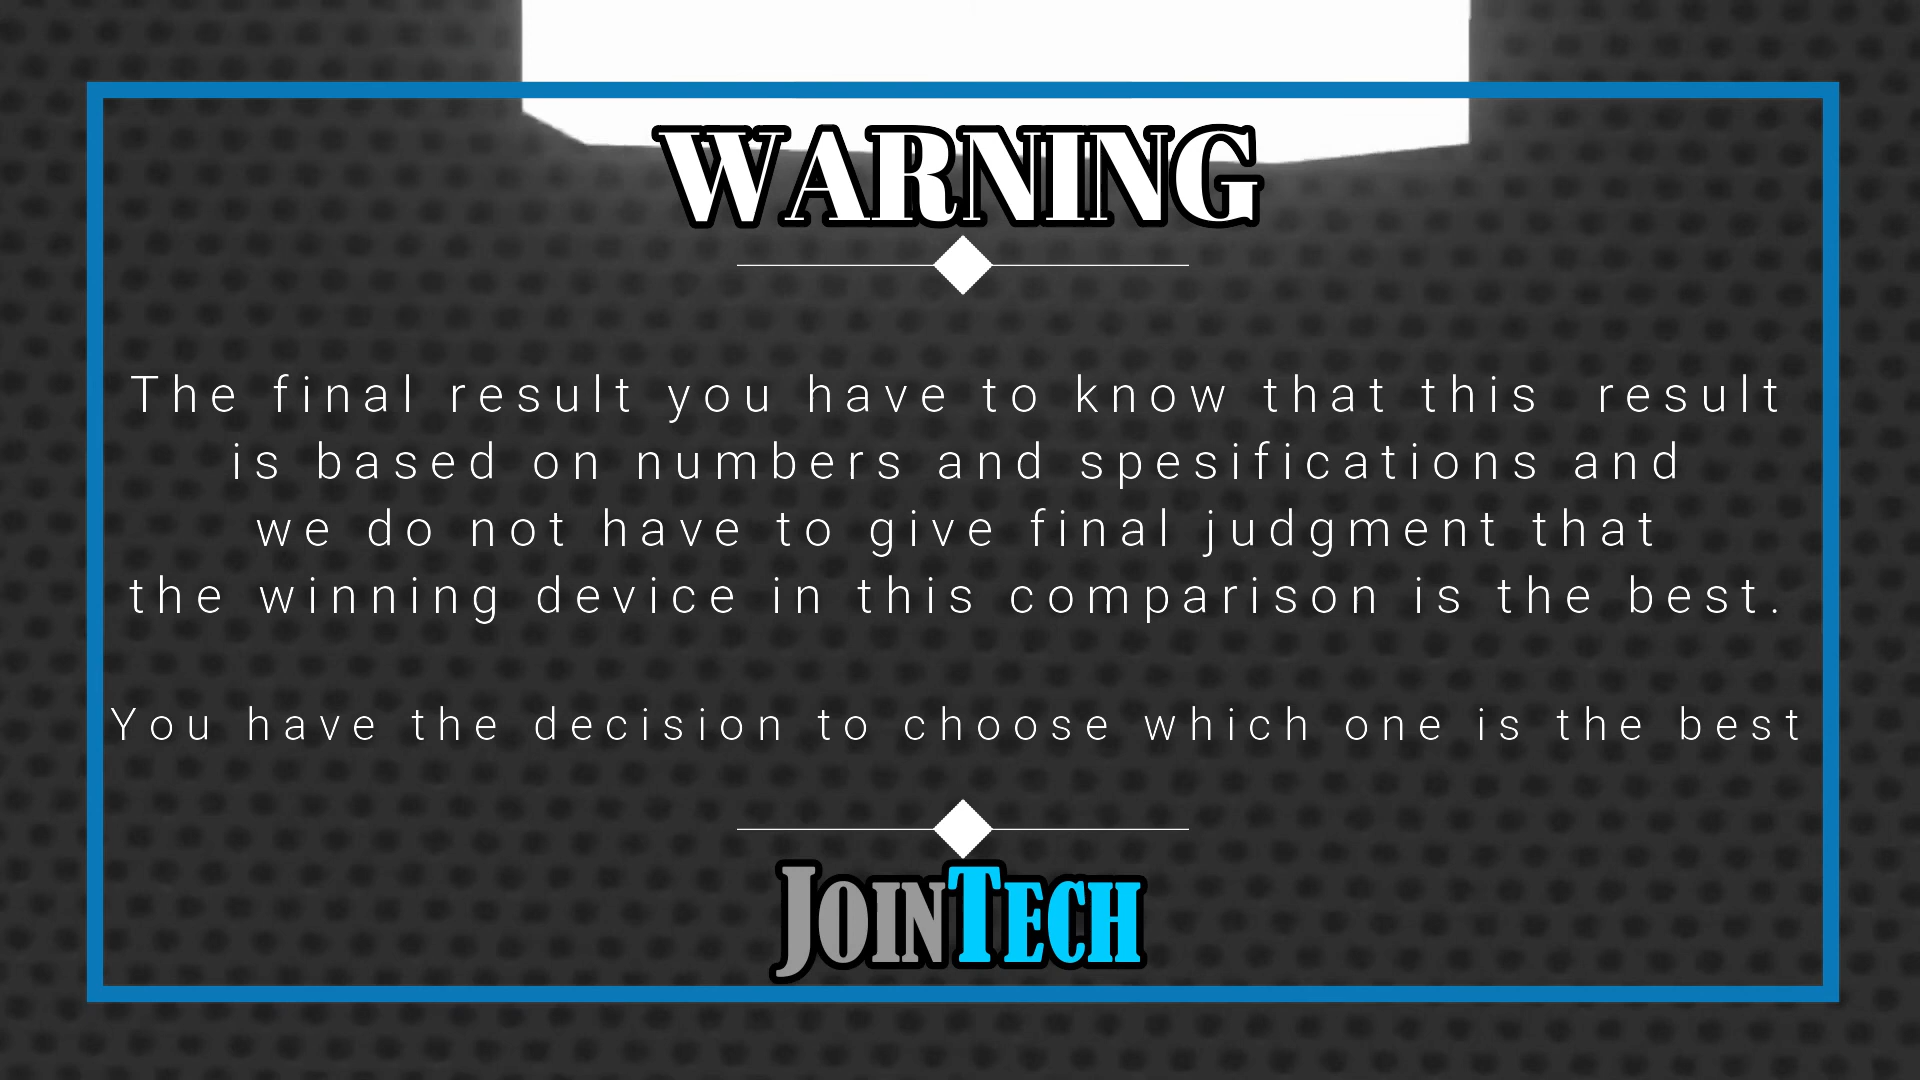 WARNING
The final result you have to know that this result
is based on numbers and spesifications and
we do not have to give final judgment that
the winning device in this comparison is the best.
You have the decision to choose which one is the best
JOINTECH